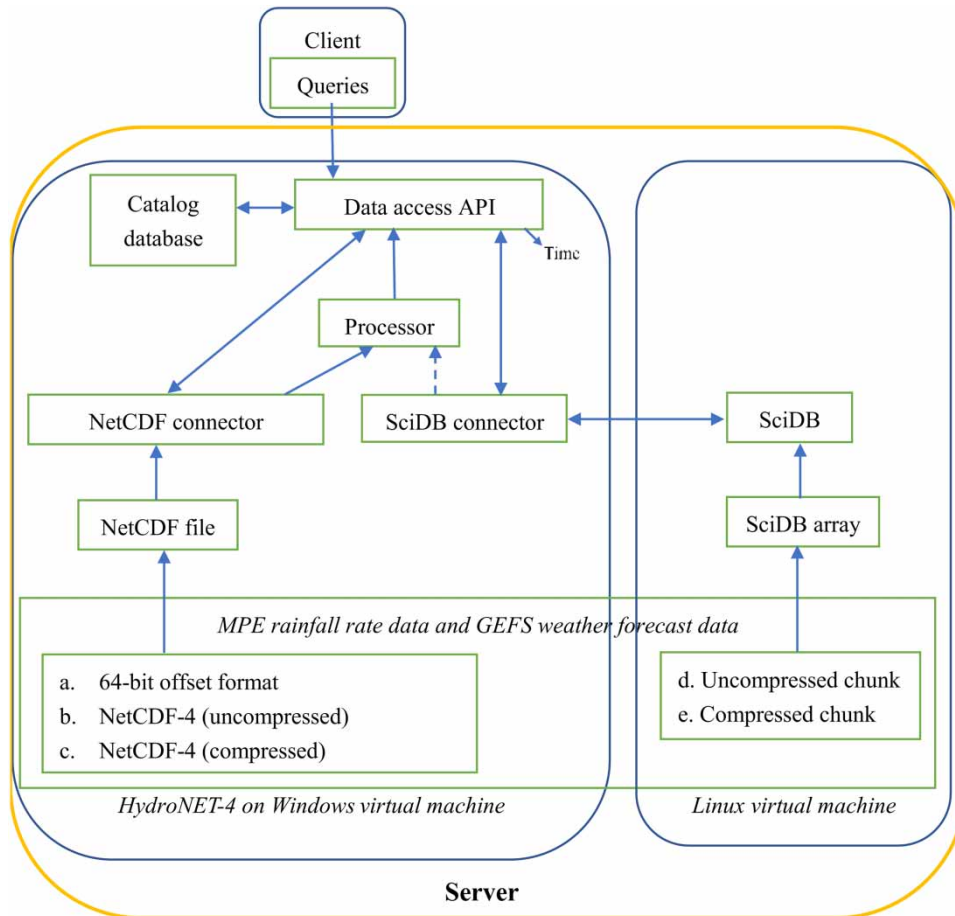 Client
Queries
Catalog
database
Data access API
Time
Processor
NetCDF connector
SciDB connector
SciDB
NetCDF file
SciDB array
MPE rainfall rate data and GEFS weather forecast data
a. 64-bit offset format
b. NetCDF-4 (uncompressed)
c. NetCDF-4 (compressed)
d. Uncompressed chunk
e. Compressed chunk
HydroNET-4 on Windows virtual machine
Linux virtual machine
Server